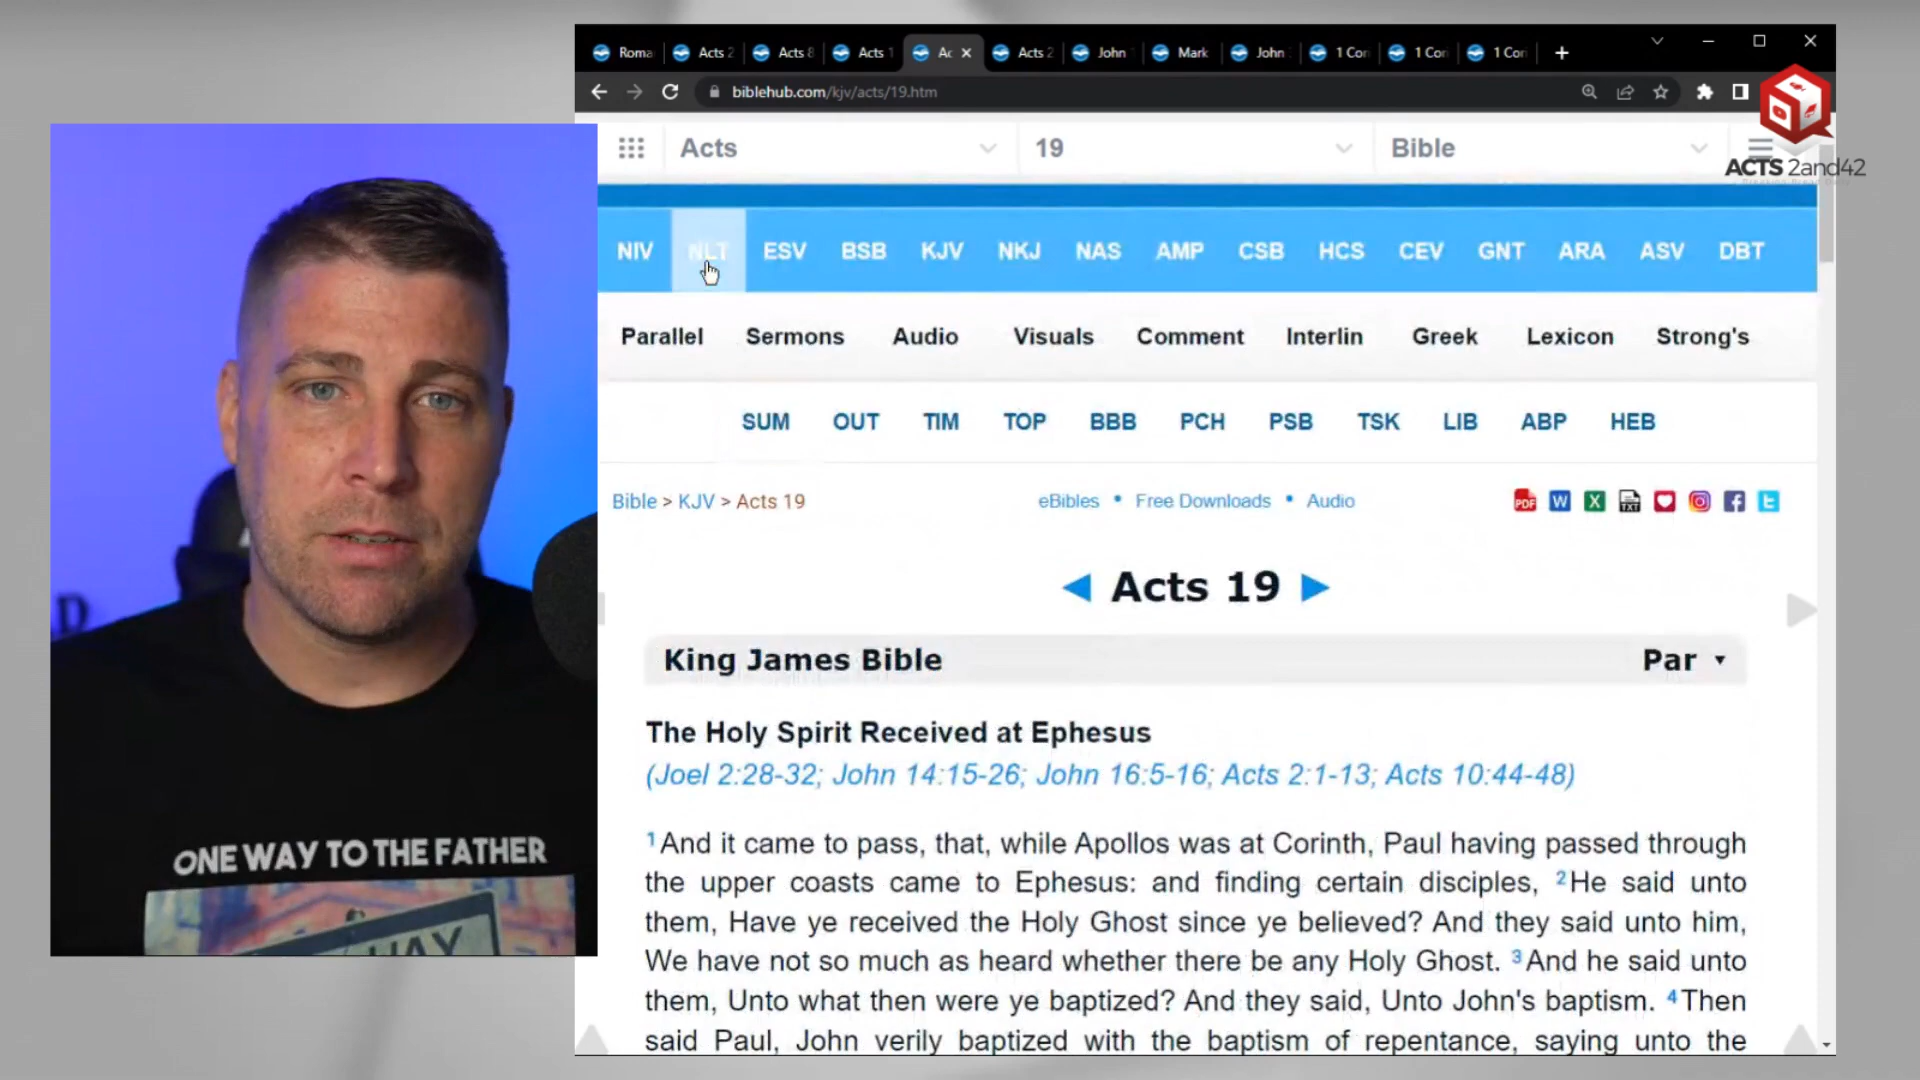 Roma
Acts 2
Acts 8
Acts 1
Ac
Acts 2
John
Mark
John
1 Cor
1 Cor
1 Cor
biblehub.com/kjv/acts/19.htm
Acts
19
Bible
ACTS 2and42
NIV NLT ESV BSB KJV NKJ NAS AMP CSB HCS CEV GNT ARA ASV DBT
Parallel Sermons Audio Visuals Comment Interlin Greek Lexicon Strong's
SUM OUT TIM TOP BBB PCH PSB TSK LIB ABP HEB
Bible > KJV > Acts 19
eBibles • Free Downloads • Audio
PDF W X TXT
Acts 19
King James Bible
Par
The Holy Spirit Received at Ephesus
(Joel 2:28-32; John 14:15-26; John 16:5-16; Acts 2:1-13; Acts 10:44-48)
1And it came to pass, that, while Apollos was at Corinth, Paul having passed through
the upper coasts came to Ephesus: and finding certain disciples, 2He said unto
them, Have ye received the Holy Ghost since ye believed? And they said unto him,
We have not so much as heard whether there be any Holy Ghost. 3And he said unto
them, Unto what then were ye baptized? And they said, Unto John's baptism. 4Then
said Paul, John verily baptized with the baptism of repentance, saying unto the
ONE WAY TO THE FATHER
WAY